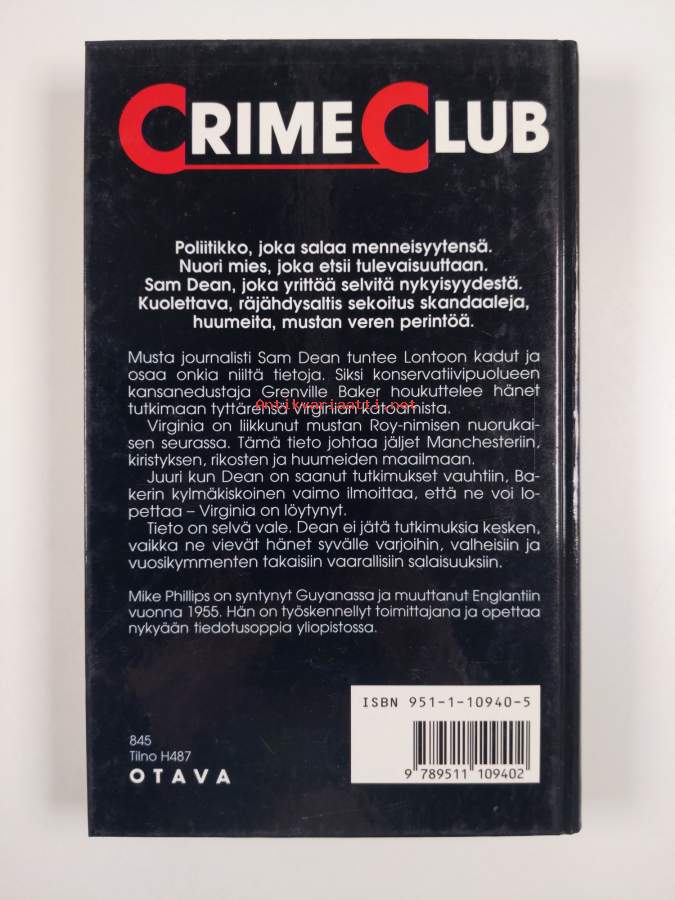 CRIME CLUB
Poliitikko, joka salaa menneisyytensä.
Nuori mies, joka etsii tulevaisuuttaan.
Sam Dean, joka yrittää selvitä nykyisyydestä.
Kuolettava, räjähdysaltis sekoitus skandaaleja,
huumeita, mustan veren perintöä.
Musta journalisti Sam Dean tuntee Lontoon kadut ja
osaa onkia niiltä tietoja. Siksi konservatiivipuolueen
kansanedustaja Grenville Baker houkuttelee hänet
tutkimaan tyttärensä Virginian katoamista.
Antikvariaatti.net
Virginia on liikkunut mustan Roy-nimisen nuorukai-
sen seurassa. Tämä tieto johtaa jäljet Manchesteriin,
kiristyksen, rikosten ja huumeiden maailmaan.
Juuri kun Dean on saanut tutkimukset vauhtiin, Ba-
kerin kylmäkiskoinen vaimo ilmoittaa, että ne voi lo-
pettaa – Virginia on löytynyt.
Tieto on selvä vale. Dean ei jätä tutkimuksia kesken,
vaikka ne vievät hänet syvälle varjoihin, valheisiin ja
vuosikymmenten takaisiin vaarallisiin salaisuuksiin.
Mike Phillips on syntynyt Guyanassa ja muuttanut Englantiin
vuonna 1955. Hän on työskennellyt toimittajana ja opettaa
nykyään tiedotusoppia yliopistossa.
ISBN 951-1-10940-5
9 789511 109402
845
Tilno H487
OTAVA